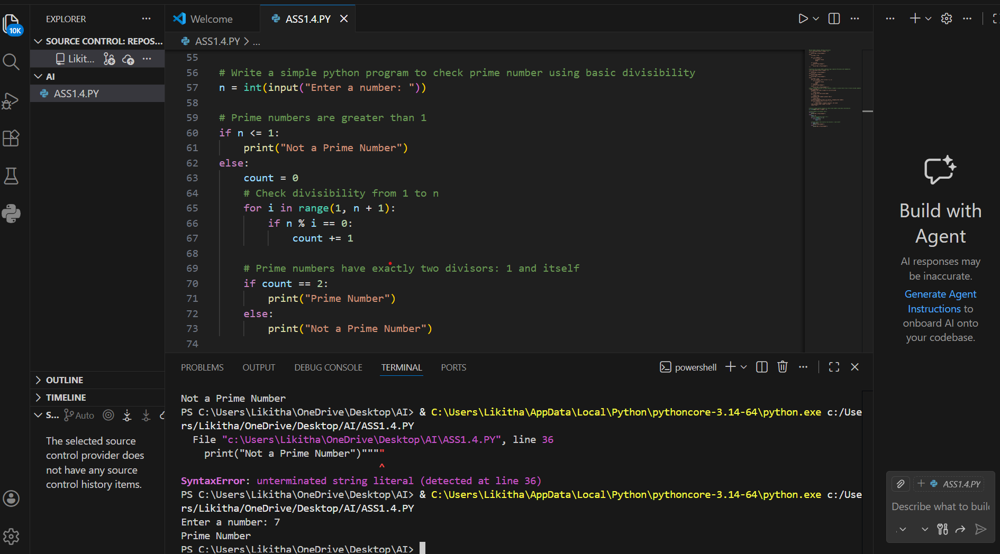 EXPLORER
Welcome
ASS1.4.PY
10K
SOURCE CONTROL: REPOS...
ASS1.4.PY > ...
Likit...
AI
ASS1.4.PY
55
56 # Write a simple python program to check prime number using basic divisibility
57 n = int(input("Enter a number: "))
58
59 # Prime numbers are greater than 1
60 if n <= 1:
61 print("Not a Prime Number")
62 else:
63 count = 0
64 # Check divisibility from 1 to n
65 for i in range(1, n + 1):
66 if n % i == 0:
67 count += 1
68
69 # Prime numbers have exactly two divisors: 1 and itself
70 if count == 2:
71 print("Prime Number")
72 else:
73 print("Not a Prime Number")
74
Build with
Agent
AI responses may
be inaccurate.
Generate Agent
Instructions to
onboard AI onto
your codebase.
PROBLEMS OUTPUT DEBUG CONSOLE TERMINAL PORTS
powershell
OUTLINE
TIMELINE
S... Auto
The selected source
control provider does
not have any source
control history items.
Not a Prime Number
PS C:\Users\Likitha\OneDrive\Desktop\AI> & C:\Users\Likitha\AppData\Local\Python\pythoncore-3.14-64\python.exe c:/Use
rs/Likitha/OneDrive/Desktop/AI/ASS1.4.PY
File "c:\Users\Likitha\OneDrive\Desktop\AI\ASS1.4.PY", line 36
print("Not a Prime Number")""""
^
SyntaxError: unterminated string literal (detected at line 36)
PS C:\Users\Likitha\OneDrive\Desktop\AI> & C:\Users\Likitha\AppData\Local\Python\pythoncore-3.14-64\python.exe c:/Use
rs/Likitha/OneDrive/Desktop/AI/ASS1.4.PY
Enter a number: 7
Prime Number
PS C:\Users\Likitha\OneDrive\Desktop\AI>
ASS1.4.PY
Describe what to buil